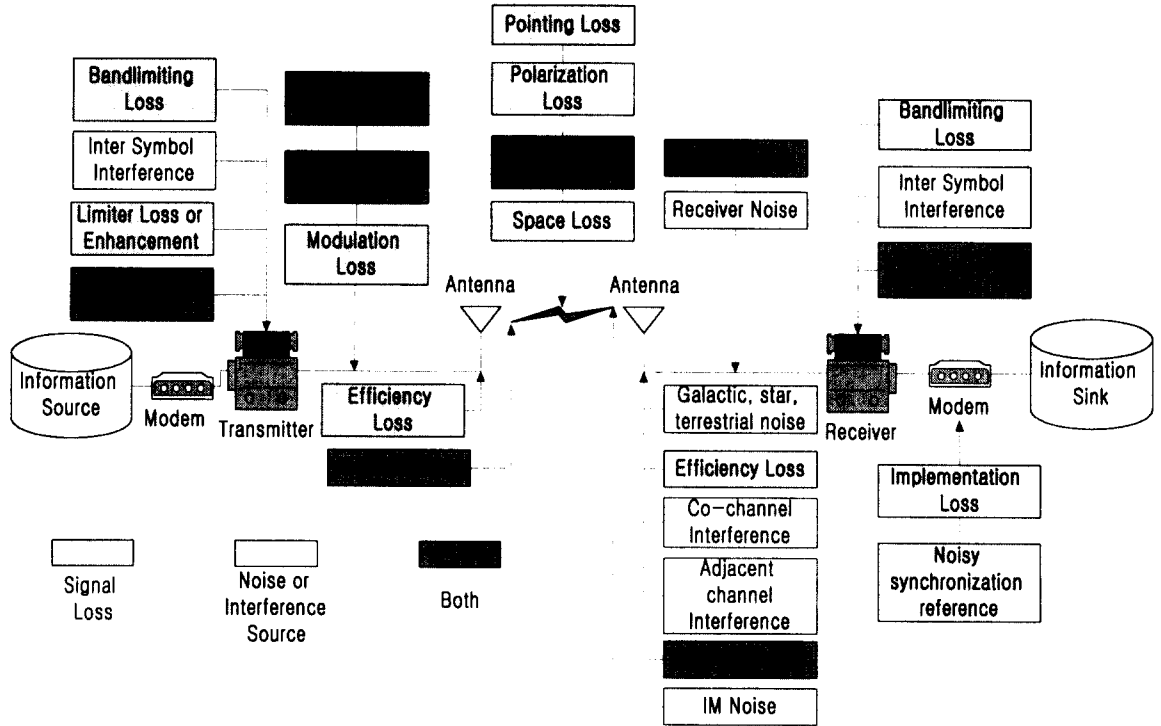 Pointing Loss
Polarization
Loss
Space Loss
Bandlimiting
Loss
Inter Symbol
Interference
Limiter Loss or
Enhancement
Modulation
Loss
Receiver Noise
Bandlimiting
Loss
Inter Symbol
Interference
Antenna
Antenna
Information
Source
Modem
Transmitter
Efficiency
Loss
Galactic, star,
terrestrial noise
Receiver
Modem
Information
Sink
Efficiency Loss
Co-channel
Interference
Adjacent
channel
Interference
IM Noise
Implementation
Loss
Noisy
synchronization
reference
Signal
Loss
Noise or
Interference
Source
Both